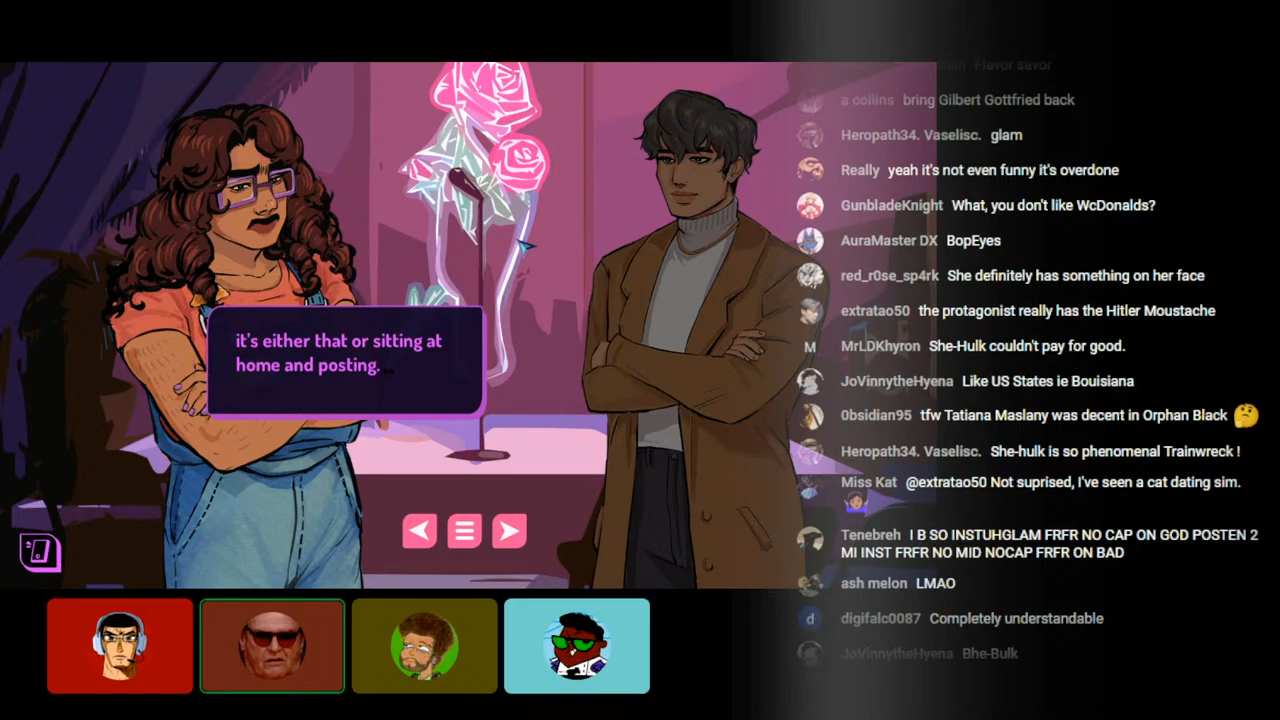 it's either that or sitting at
home and posting.
Flavor savor
a collins bring Gilbert Gottfried back
Heropath34. Vaselisc. glam
Really yeah it's not even funny it's overdone
GunbladeKnight What, you don't like WcDonalds?
AuraMaster DX BopEyes
red_r0se_sp4rk She definitely has something on her face
extratao50 the protagonist really has the Hitler Moustache
M MrLDKhyron She-Hulk couldn't pay for good.
JoVinnytheHyena Like US States ie Bouisiana
0bsidian95 tfw Tatiana Maslany was decent in Orphan Black
Heropath34. Vaselisc. She-hulk is so phenomenal Trainwreck !
Miss Kat @extratao50 Not suprised, I've seen a cat dating sim.
Tenebreh I B SO INSTUHGLAM FRFR NO CAP ON GOD POSTEN 2
MI INST FRFR NO MID NOCAP FRFR ON BAD
ash melon LMAO
d digifalc0087 Completely understandable
JoVinnytheHyena Bhe-Bulk